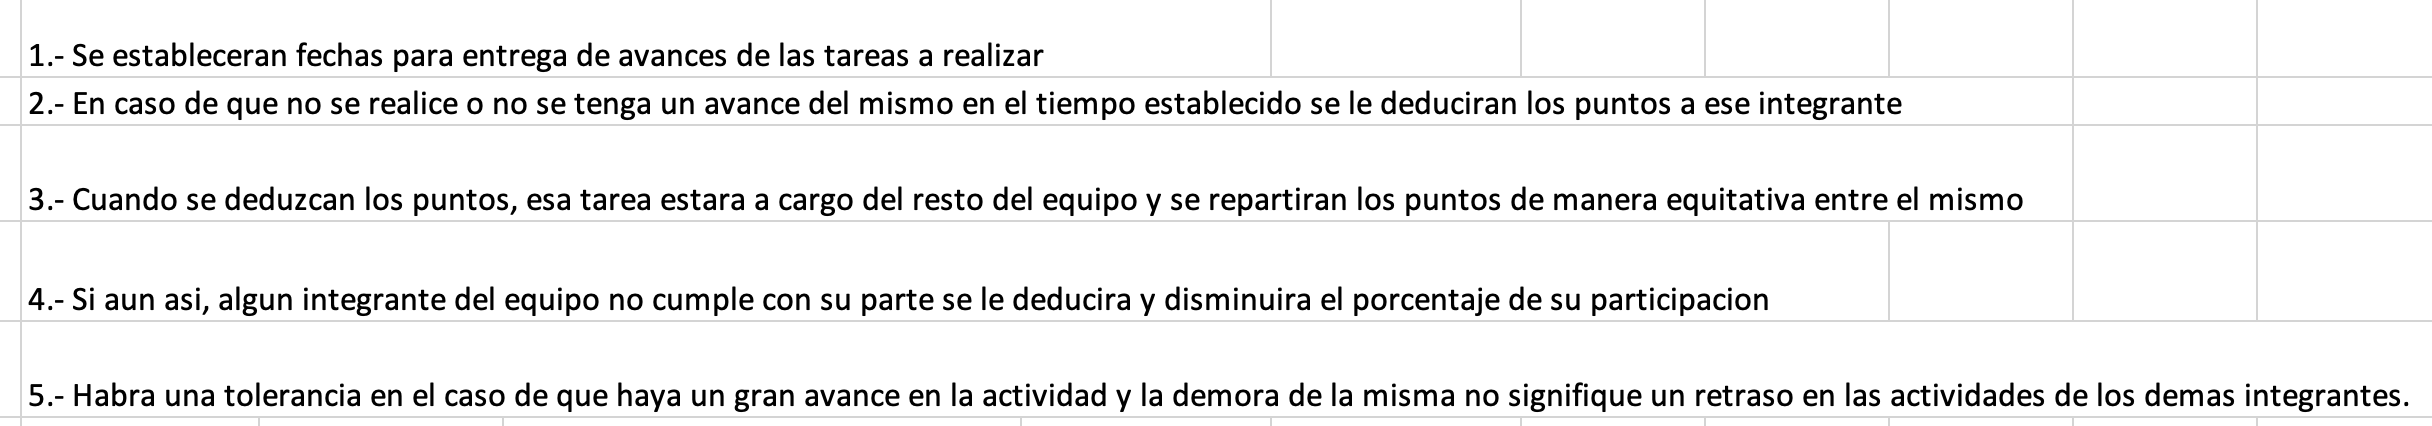 1.- Se estableceran fechas para entrega de avances de las tareas a realizar
2.- En caso de que no se realice o no se tenga un avance del mismo en el tiempo establecido se le deduciran los puntos a ese integrante
3.- Cuando se deduzcan los puntos, esa tarea estara a cargo del resto del equipo y se repartiran los puntos de manera equitativa entre el mismo
4.- Si aun asi, algun integrante del equipo no cumple con su parte se le deducira y disminuira el porcentaje de su participacion
5.- Habra una tolerancia en el caso de que haya un gran avance en la actividad y la demora de la misma no signifique un retraso en las actividades de los demas integrantes.